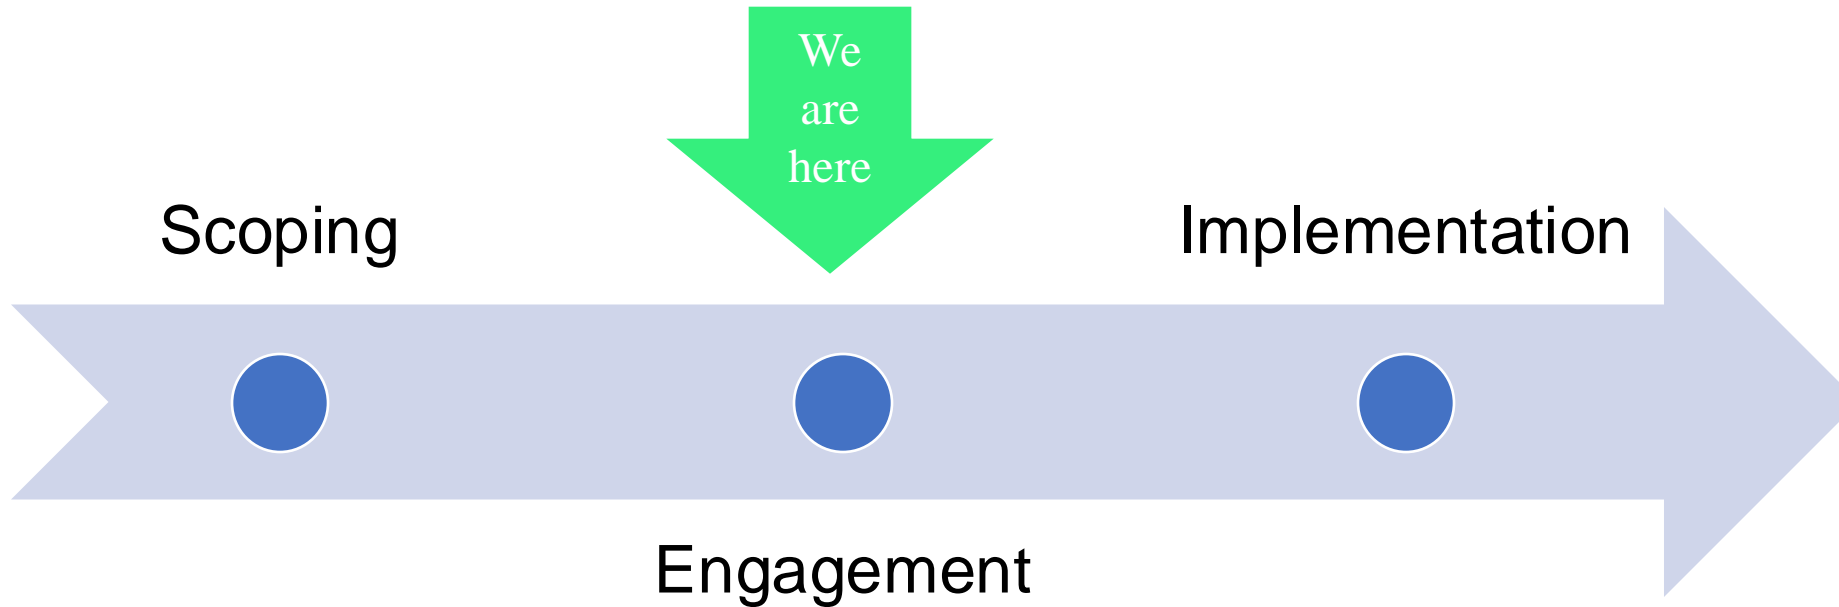 We
are
here
Scoping
Implementation
Engagement